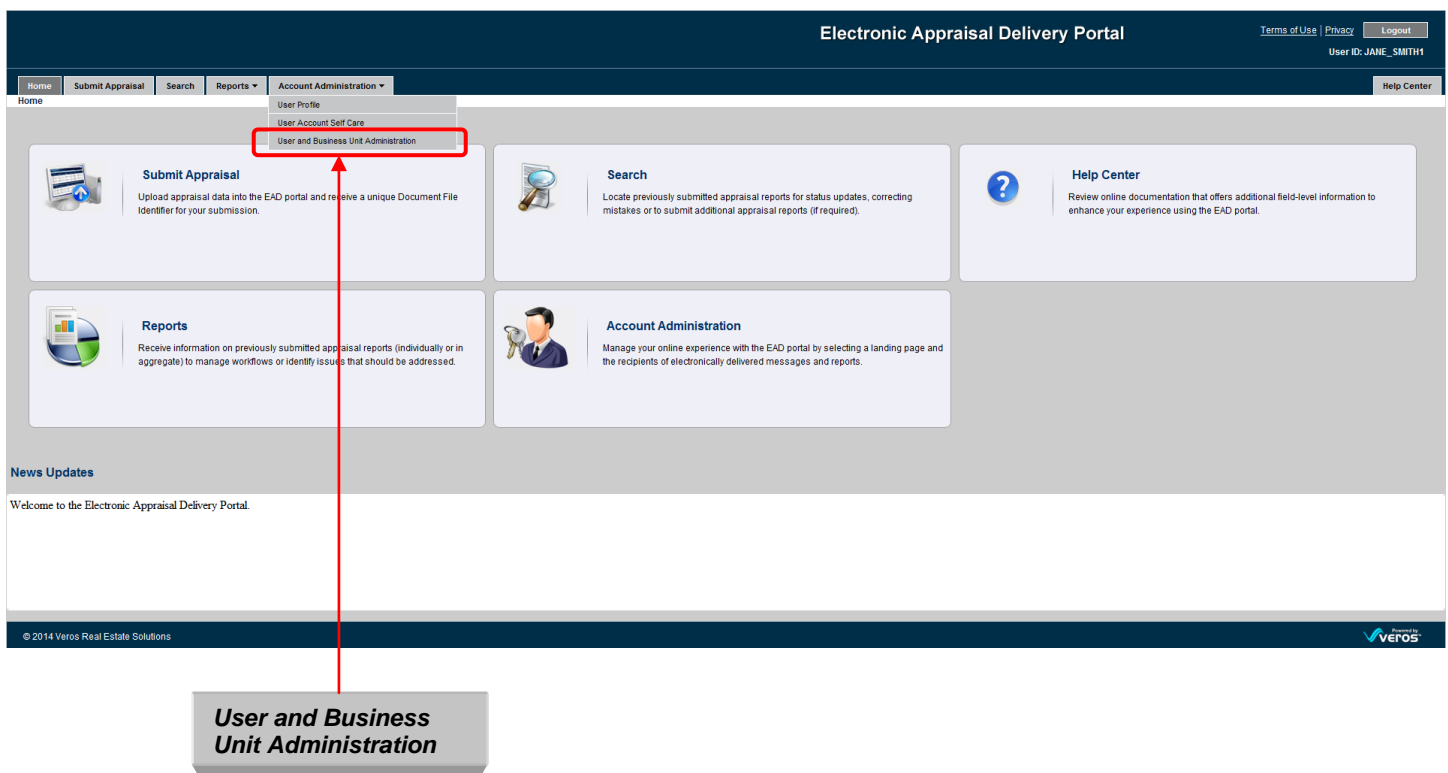 Electronic Appraisal Delivery Portal
Terms of Use | Privacy Logout
User ID: JANE_SMITH1
Home Submit Appraisal Search Reports Account Administration Help Center
Home
User Profile
User Account Self Care
User and Business Unit Administration
Submit Appraisal
Upload appraisal data into the EAD portal and receive a unique Document File
Identifier for your submission.
Search
Locate previously submitted appraisal reports for status updates, correcting
mistakes or to submit additional appraisal reports (if required).
Help Center
Review online documentation that offers additional field-level information to
enhance your experience using the EAD portal.
Reports
Receive information on previously submitted appraisal reports (individually or in
aggregate) to manage workflows or identify issues that should be addressed.
Account Administration
Manage your online experience with the EAD portal by selecting a landing page and
the recipients of electronically delivered messages and reports.
News Updates
Welcome to the Electronic Appraisal Delivery Portal.
© 2014 Veros Real Estate Solutions
Powered by
veros
User and Business
Unit Administration